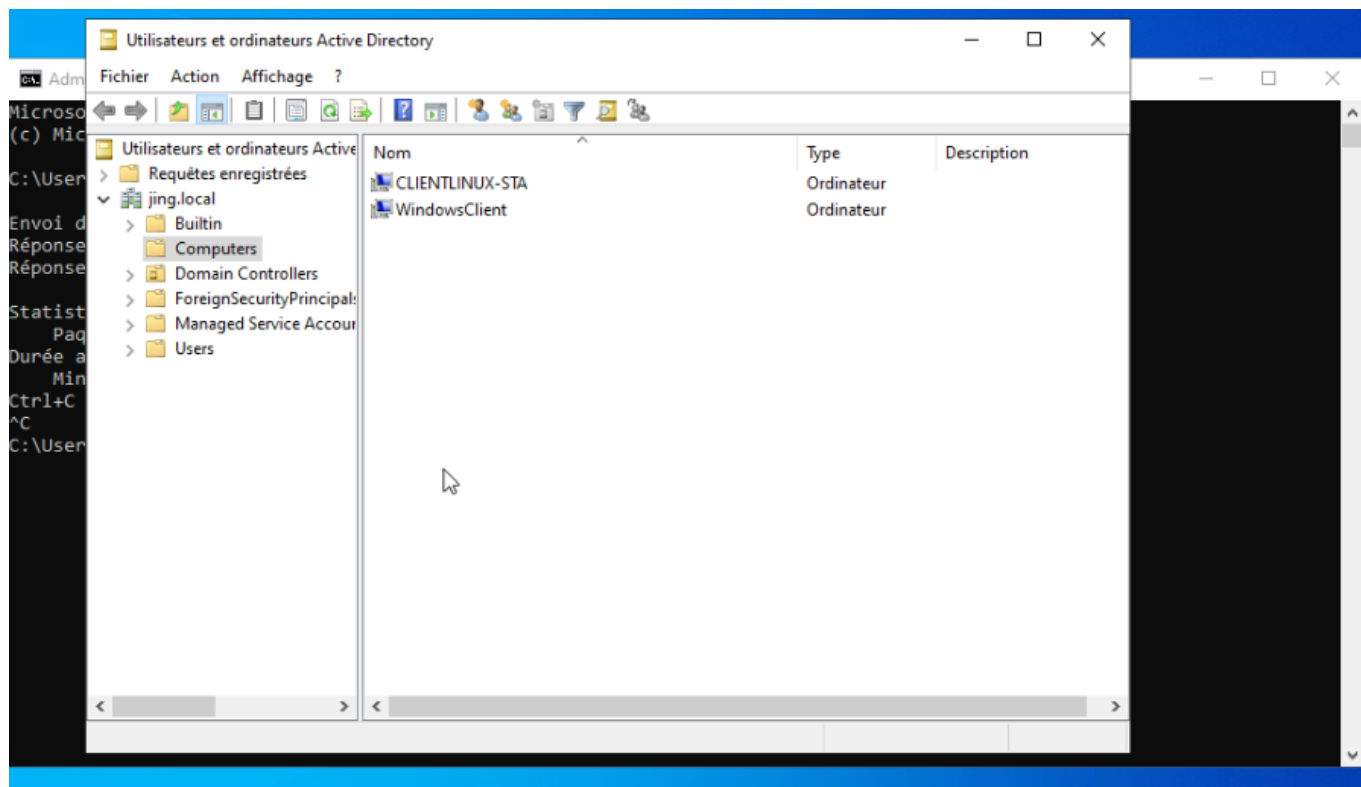 Utilisateurs et ordinateurs Active Directory
Adm
Fichier Action Affichage ?
Microso
(c) Mic
C:\User
Envoi d
Réponse
Réponse
Statist
Paq
Durée a
Min
Ctrl+C
^C
C:\User
Utilisateurs et ordinateurs Active
Requêtes enregistrées
jing.local
Builtin
Computers
Domain Controllers
ForeignSecurityPrincipal
Managed Service Accour
Users
Nom Type Description
CLIENTLINUX-STA Ordinateur
WindowsClient Ordinateur